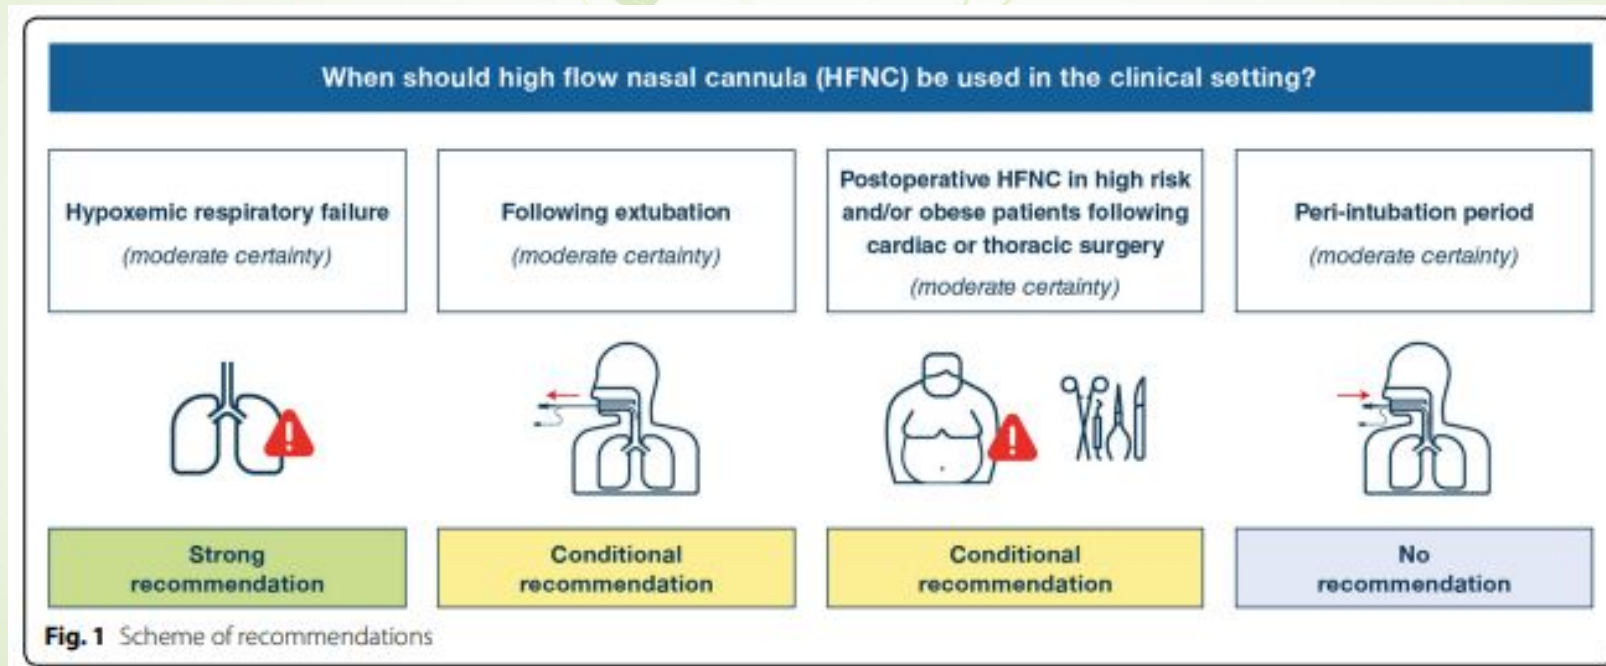 When should high flow nasal cannula (HFNC) be used in the clinical setting?
Hypoxemic respiratory failure
(moderate certainty)
Following extubation
(moderate certainty)
Postoperative HFNC in high risk
and/or obese patients following
cardiac or thoracic surgery
(moderate certainty)
Peri-intubation period
(moderate certainty)
Strong
recommendation
Conditional
recommendation
Conditional
recommendation
No
recommendation
Fig. 1 Scheme of recommendations